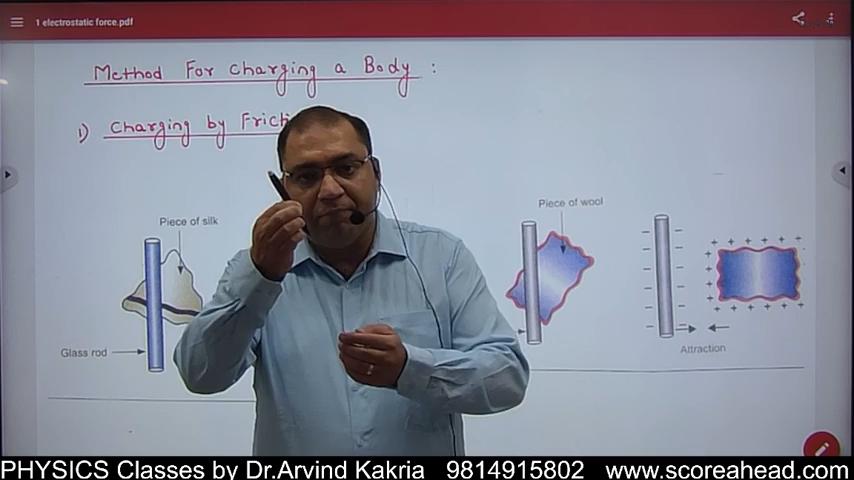 1 electrostatic force.pdf
Method For charging a Body :
1) Charging by
Piece of silk
Piece of wool
Glass rod
Attraction
PHYSICS Classes by Dr.Arvind Kakria 9814915802 www.scoreahead.com